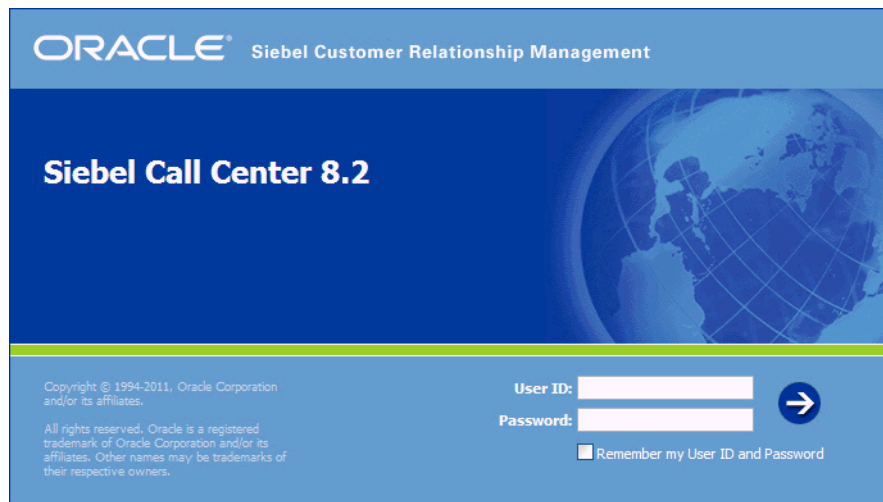 ORACLE® Siebel Customer Relationship Management
Siebel Call Center 8.2
Copyright © 1994-2011, Oracle Corporation
and/or its affiliates.
All rights reserved. Oracle is a registered
trademark of Oracle Corporation and/or its
affiliates. Other names may be trademarks of
their respective owners.
User ID:
Password:
Remember my User ID and Password